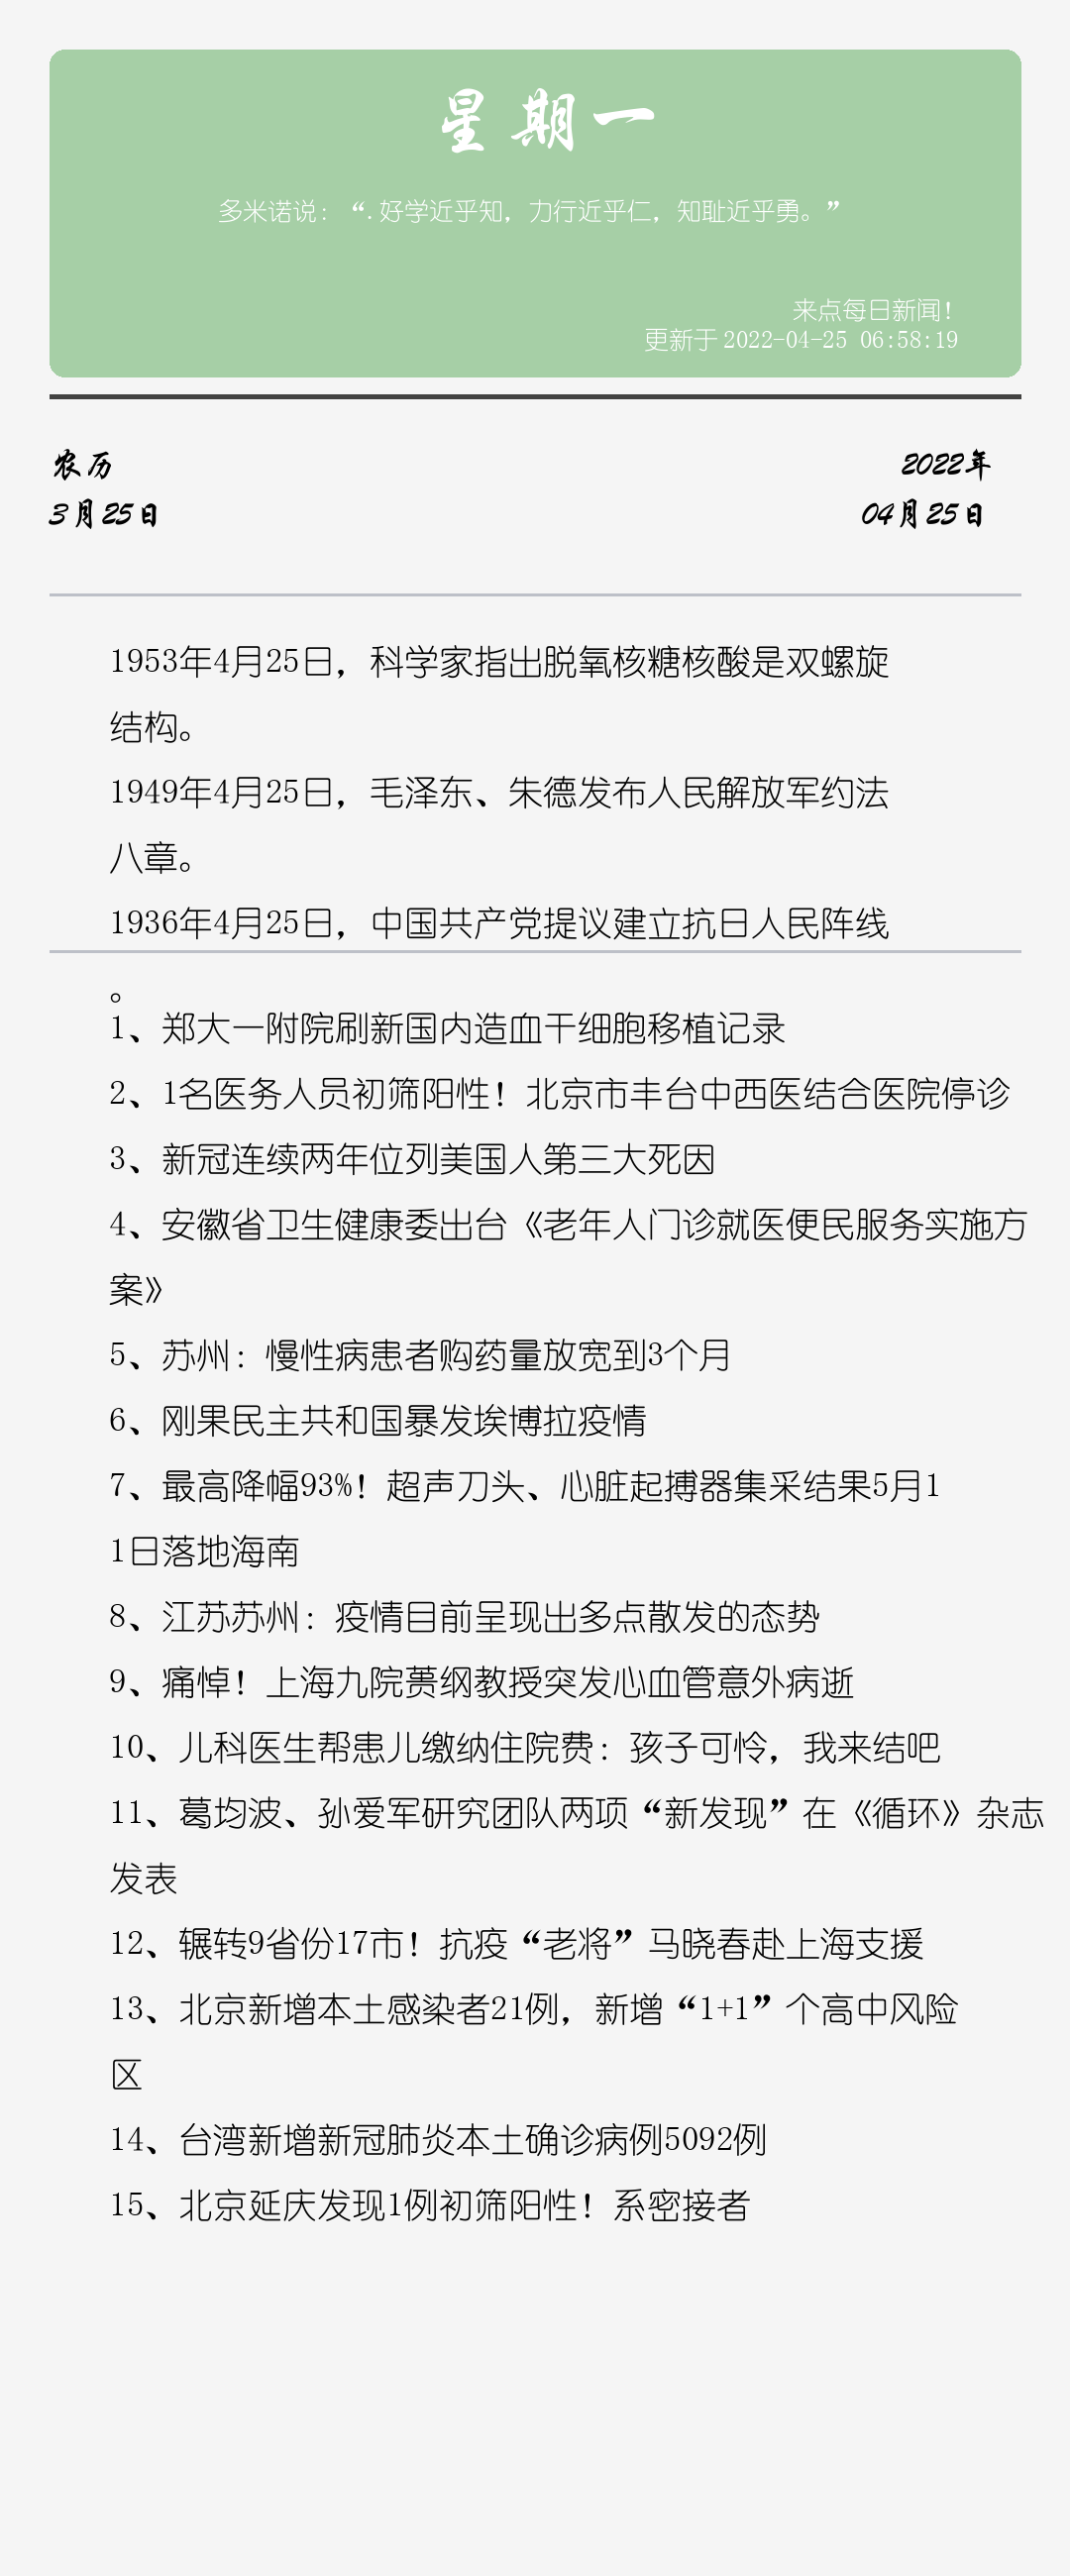 星期一
多米诺说：“.好学近乎知，力行近乎仁，知耻近乎勇。”
来点每日新闻！
更新于2022-04-25 06:58:19
农历
2022年
3月25日
04月25日
1953年4月25日，科学家指出脱氧核糖核酸是双螺旋
结构。
1949年4月25日，毛泽东、朱德发布人民解放军约法
八章。
1936年4月25日，中国共产党提议建立抗日人民阵线
。
1、郑大一附院刷新国内造血干细胞移植记录
2、1名医务人员初筛阳性！北京市丰台中西医结合医院停诊
3、新冠连续两年位列美国人第三大死因
4、安徽省卫生健康委出台《老年人门诊就医便民服务实施方
案》
5、苏州：慢性病患者购药量放宽到3个月
6、刚果民主共和国暴发埃博拉疫情
7、最高降幅93%！超声刀头、心脏起搏器集采结果5月1
1日落地海南
8、江苏苏州：疫情目前呈现出多点散发的态势
9、痛悼！上海九院蒉纲教授突发心血管意外病逝
10、儿科医生帮患儿缴纳住院费：孩子可怜，我来结吧
11、葛均波、孙爱军研究团队两项“新发现”在《循环》杂志
发表
12、辗转9省份17市！抗疫“老将”马晓春赴上海支援
13、北京新增本土感染者21例，新增“1+1”个高中风险
区
14、台湾新增新冠肺炎本土确诊病例5092例
15、北京延庆发现1例初筛阳性！系密接者